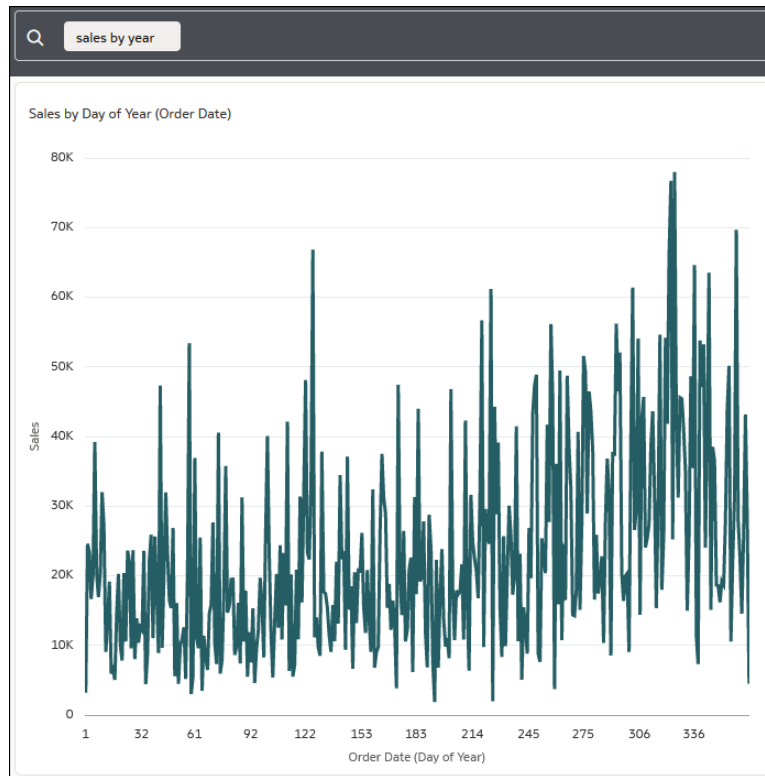 sales by year
Sales by Day of Year (Order Date)
80K
70K
60K
50K
40K
30K
20K
10K
0
Sales
1 32 61 92 122 153 183 214 245 275 306 336
Order Date (Day of Year)